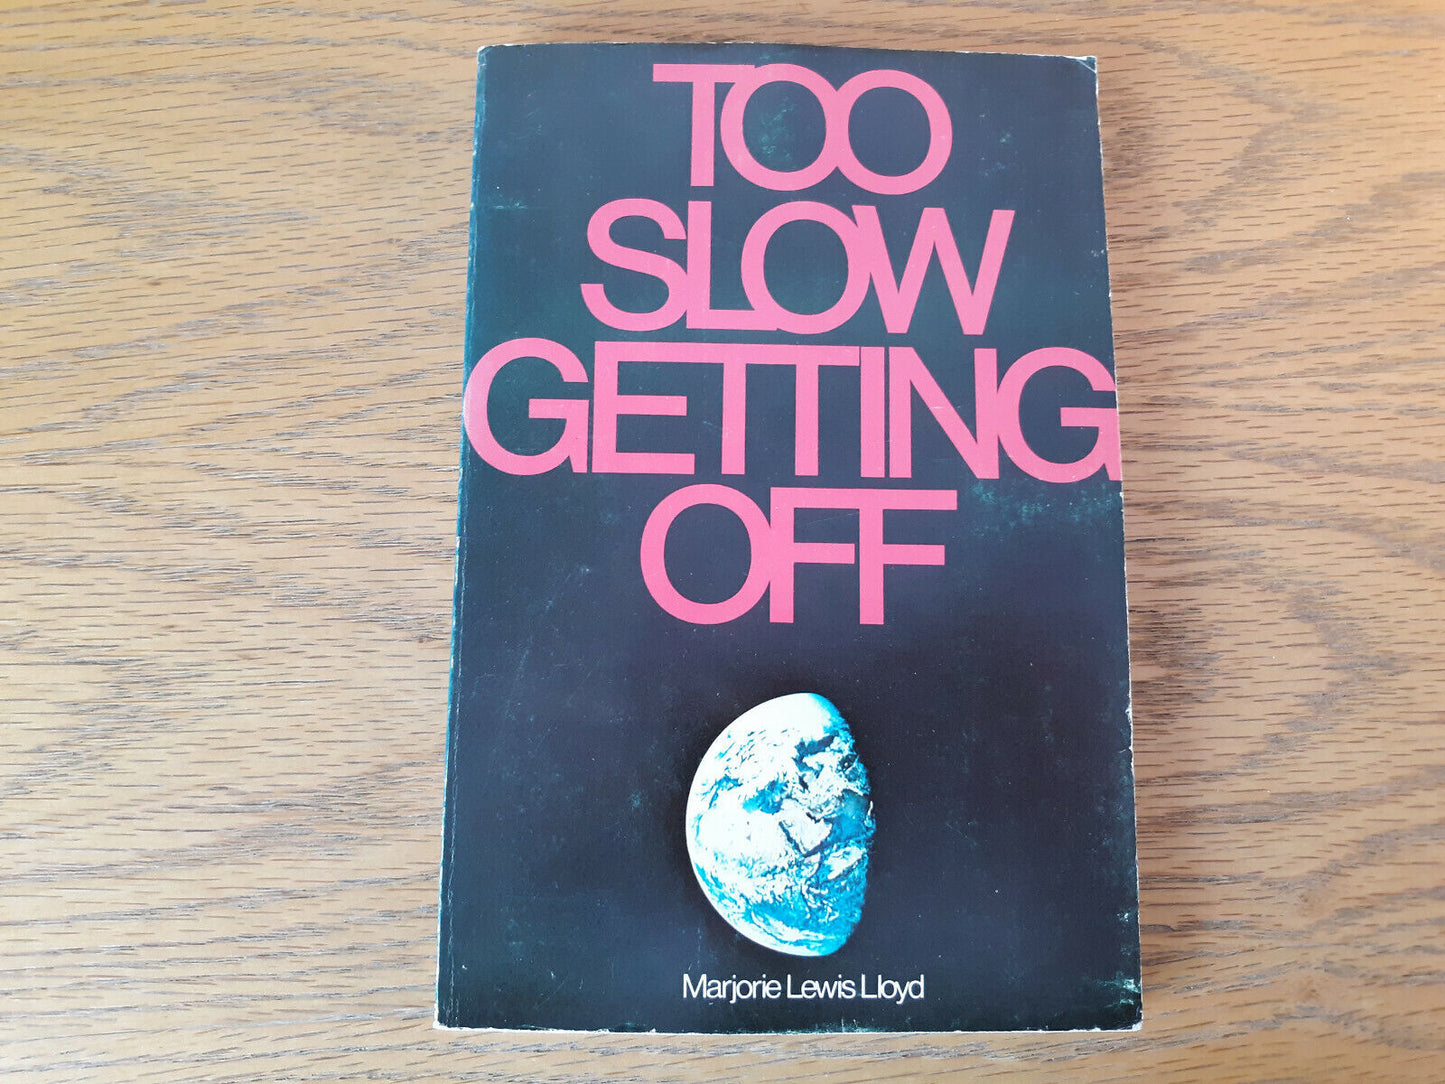 TOO
SLOW
GETTING
OFF
Marjorie Lewis Lloyd